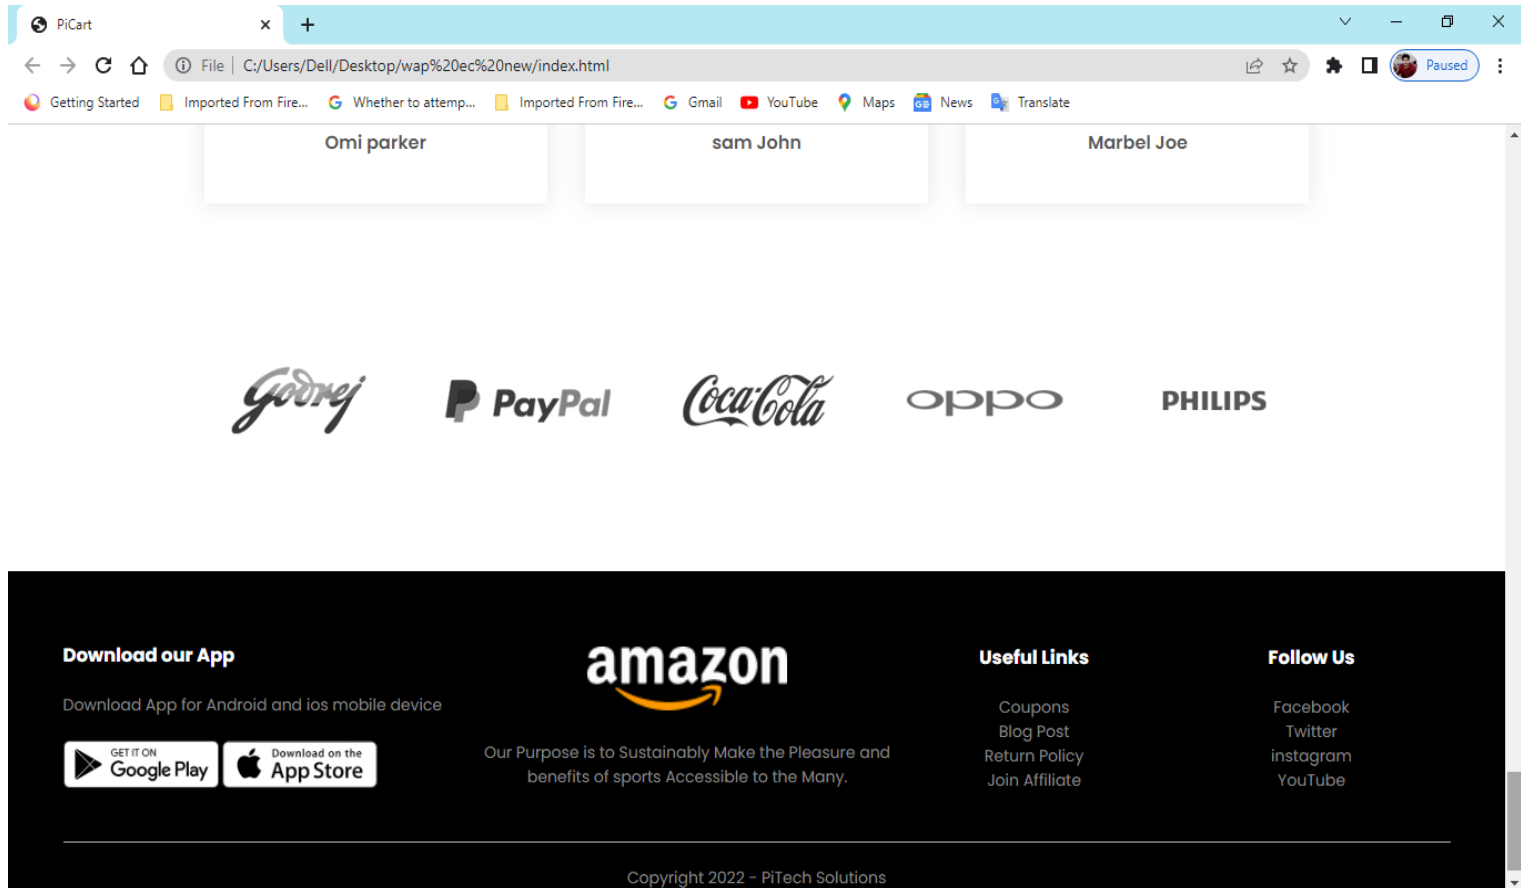 PiCart
File
C:/Users/Dell/Desktop/wap%20ec%20new/index.html
Paused
Getting Started
Imported From Fire...
Whether to attemp...
Imported From Fire...
Gmail
YouTube
Maps
News
Translate
Omi parker
sam John
Marbel Joe
Godrej
PayPal
Coca-Cola
oppo
PHILIPS
Download our App
Download App for Android and ios mobile device
GET IT ON
Google Play
Download on the
App Store
amazon
Our Purpose is to Sustainably Make the Pleasure and
benefits of sports Accessible to the Many.
Useful Links
Coupons
Blog Post
Return Policy
Join Affiliate
Follow Us
Facebook
Twitter
instagram
YouTube
Copyright 2022 - PiTech Solutions